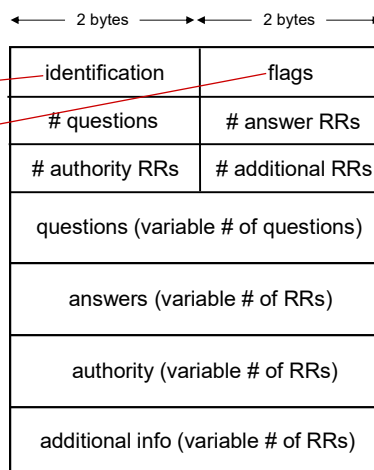 2 bytes 2 bytes
identification flags
# questions # answer RRs
# authority RRs # additional RRs
questions (variable # of questions)
answers (variable # of RRs)
authority (variable # of RRs)
additional info (variable # of RRs)